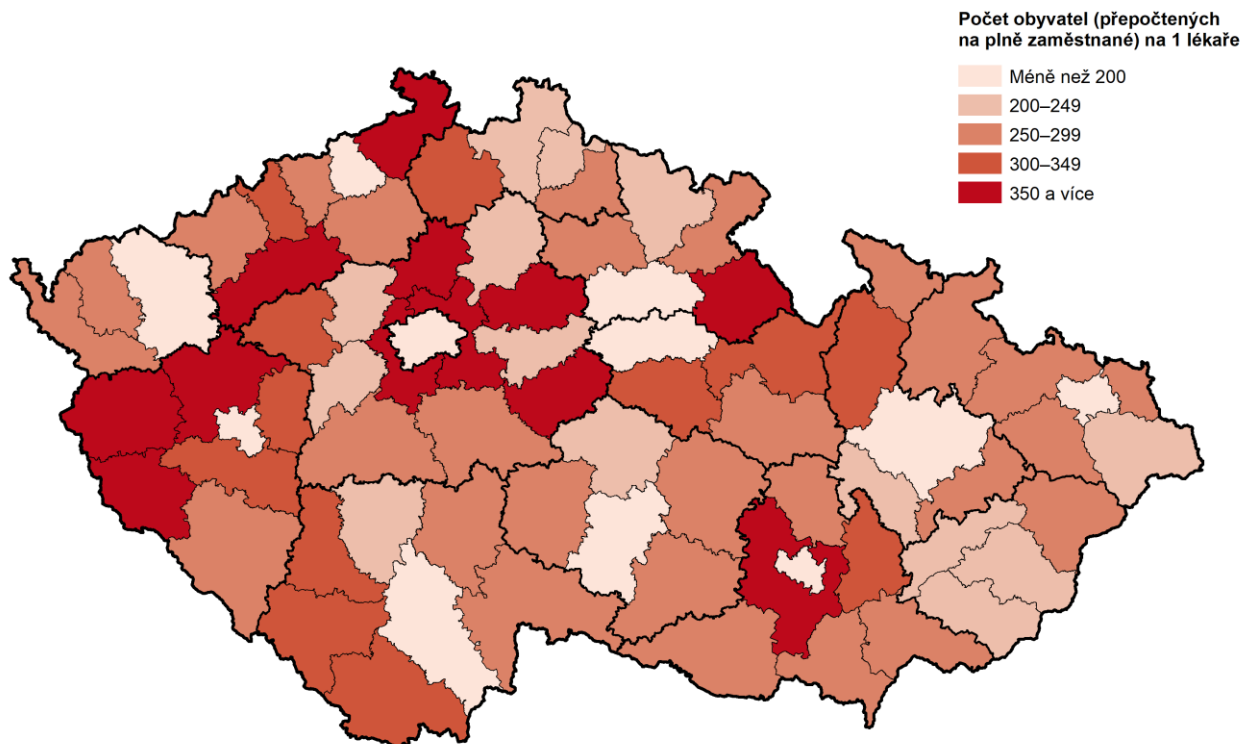 Počet obyvatel (přepočtených
na plně zaměstnané) na 1 lékaře
Méně než 200
200–249
250–299
300–349
350 a více